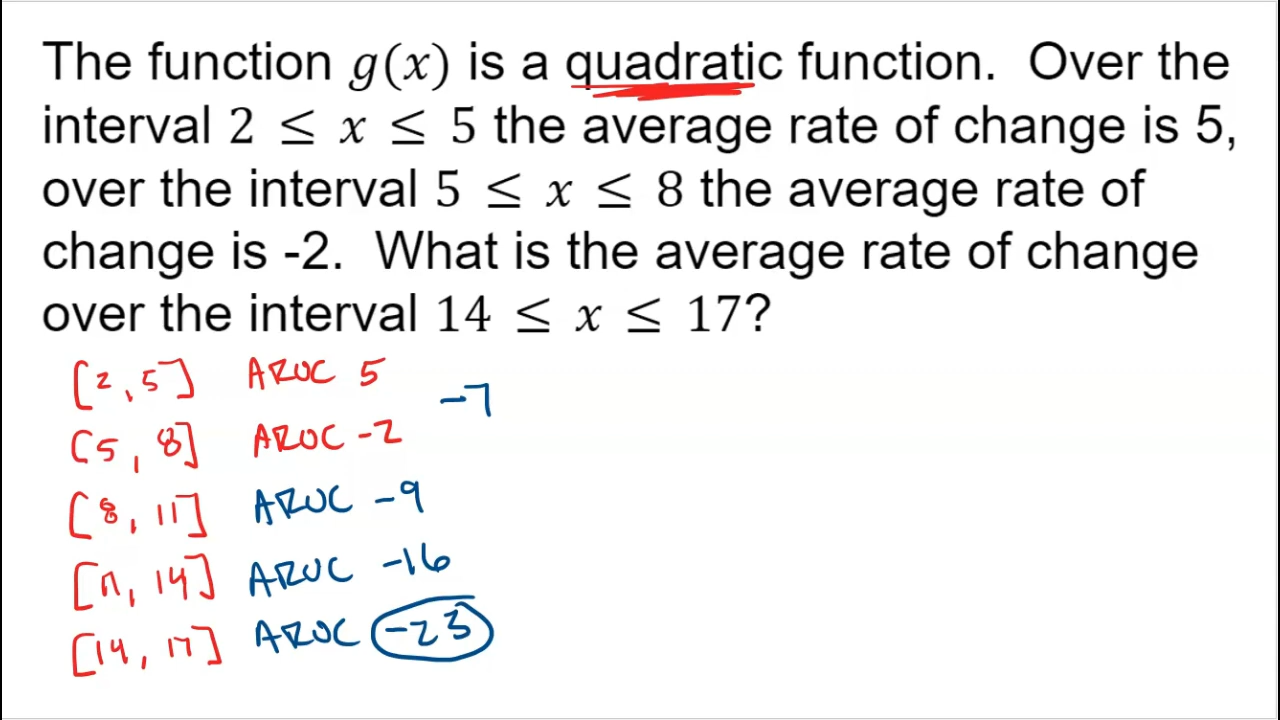 The function g(x) is a quadratic function. Over the
interval 2 ≤ x ≤ 5 the average rate of change is 5,
over the interval 5 ≤ x ≤ 8 the average rate of
change is -2. What is the average rate of change
over the interval 14 ≤ x ≤ 17?
[2, 5] AROC 5
-7
[5, 8] AROC -2
[8, 11] AROC -9
[11, 14] AROC -16
[14, 17] AROC -23